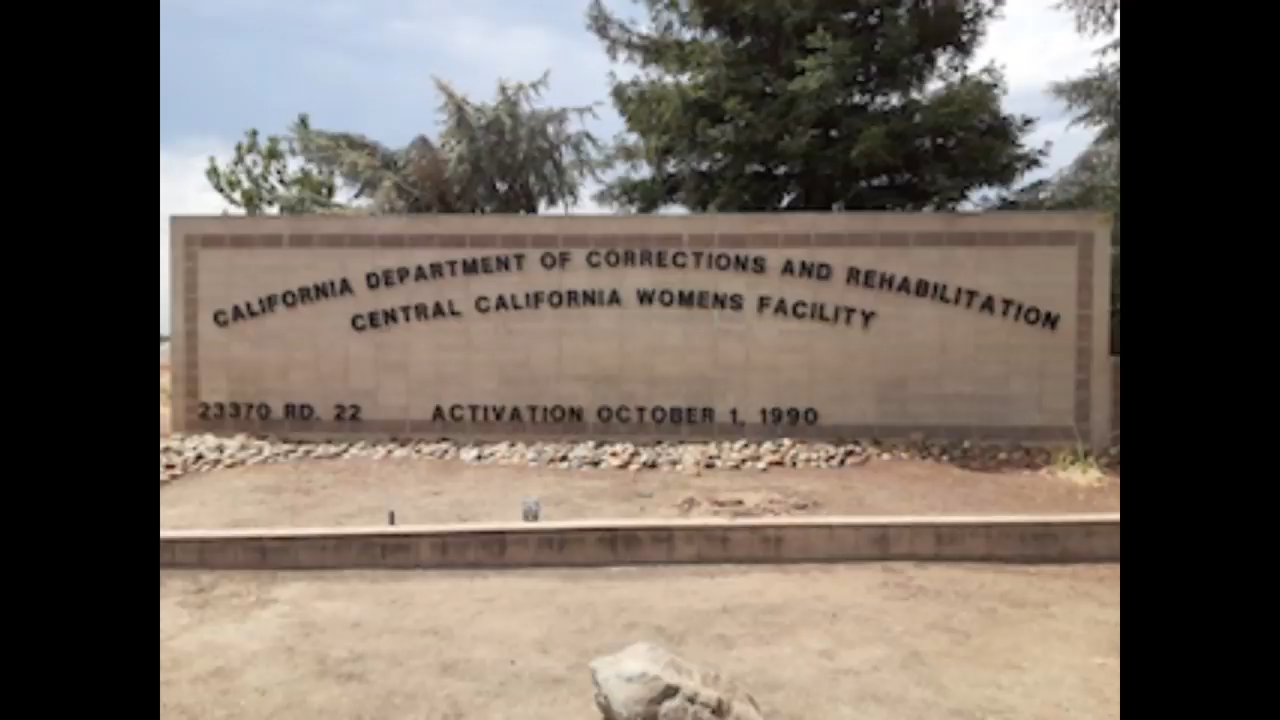 CALIFORNIA DEPARTMENT OF CORRECTIONS AND REHABILITATION
CENTRAL CALIFORNIA WOMENS FACILITY
23370 RD. 22 ACTIVATION OCTOBER 1, 1990